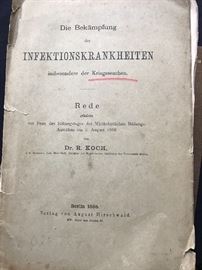 Die Bekämpfung
der
INFEKTIONSKRANKHEITEN
insbesondere der Kriegsseuchen.
Rede
gehalten
zur Feier des Stiftungstages der Militärärztlichen Bildungs-
Anstalten am 2. August 1888
von
Dr. R. KOCH,
Berlin 1888.
Verlag von August Hirschwald.